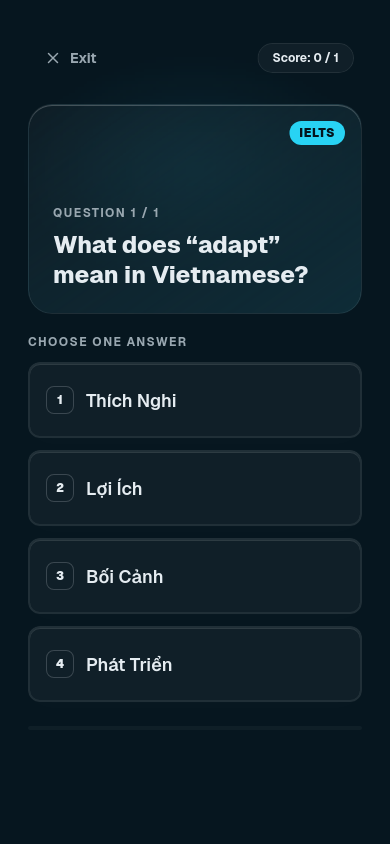 Exit
Score: 0 / 1
IELTS
QUESTION 1 / 1
What does “adapt”
mean in Vietnamese?
CHOOSE ONE ANSWER
1 Thích Nghi
2 Lợi Ích
3 Bối Cảnh
4 Phát Triển